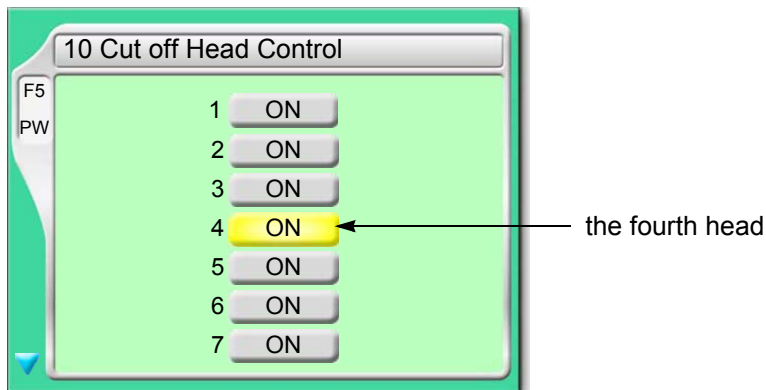 10 Cut off Head Control
F5
PW
1 ON
2 ON
3 ON
4 ON the fourth head
5 ON
6 ON
7 ON